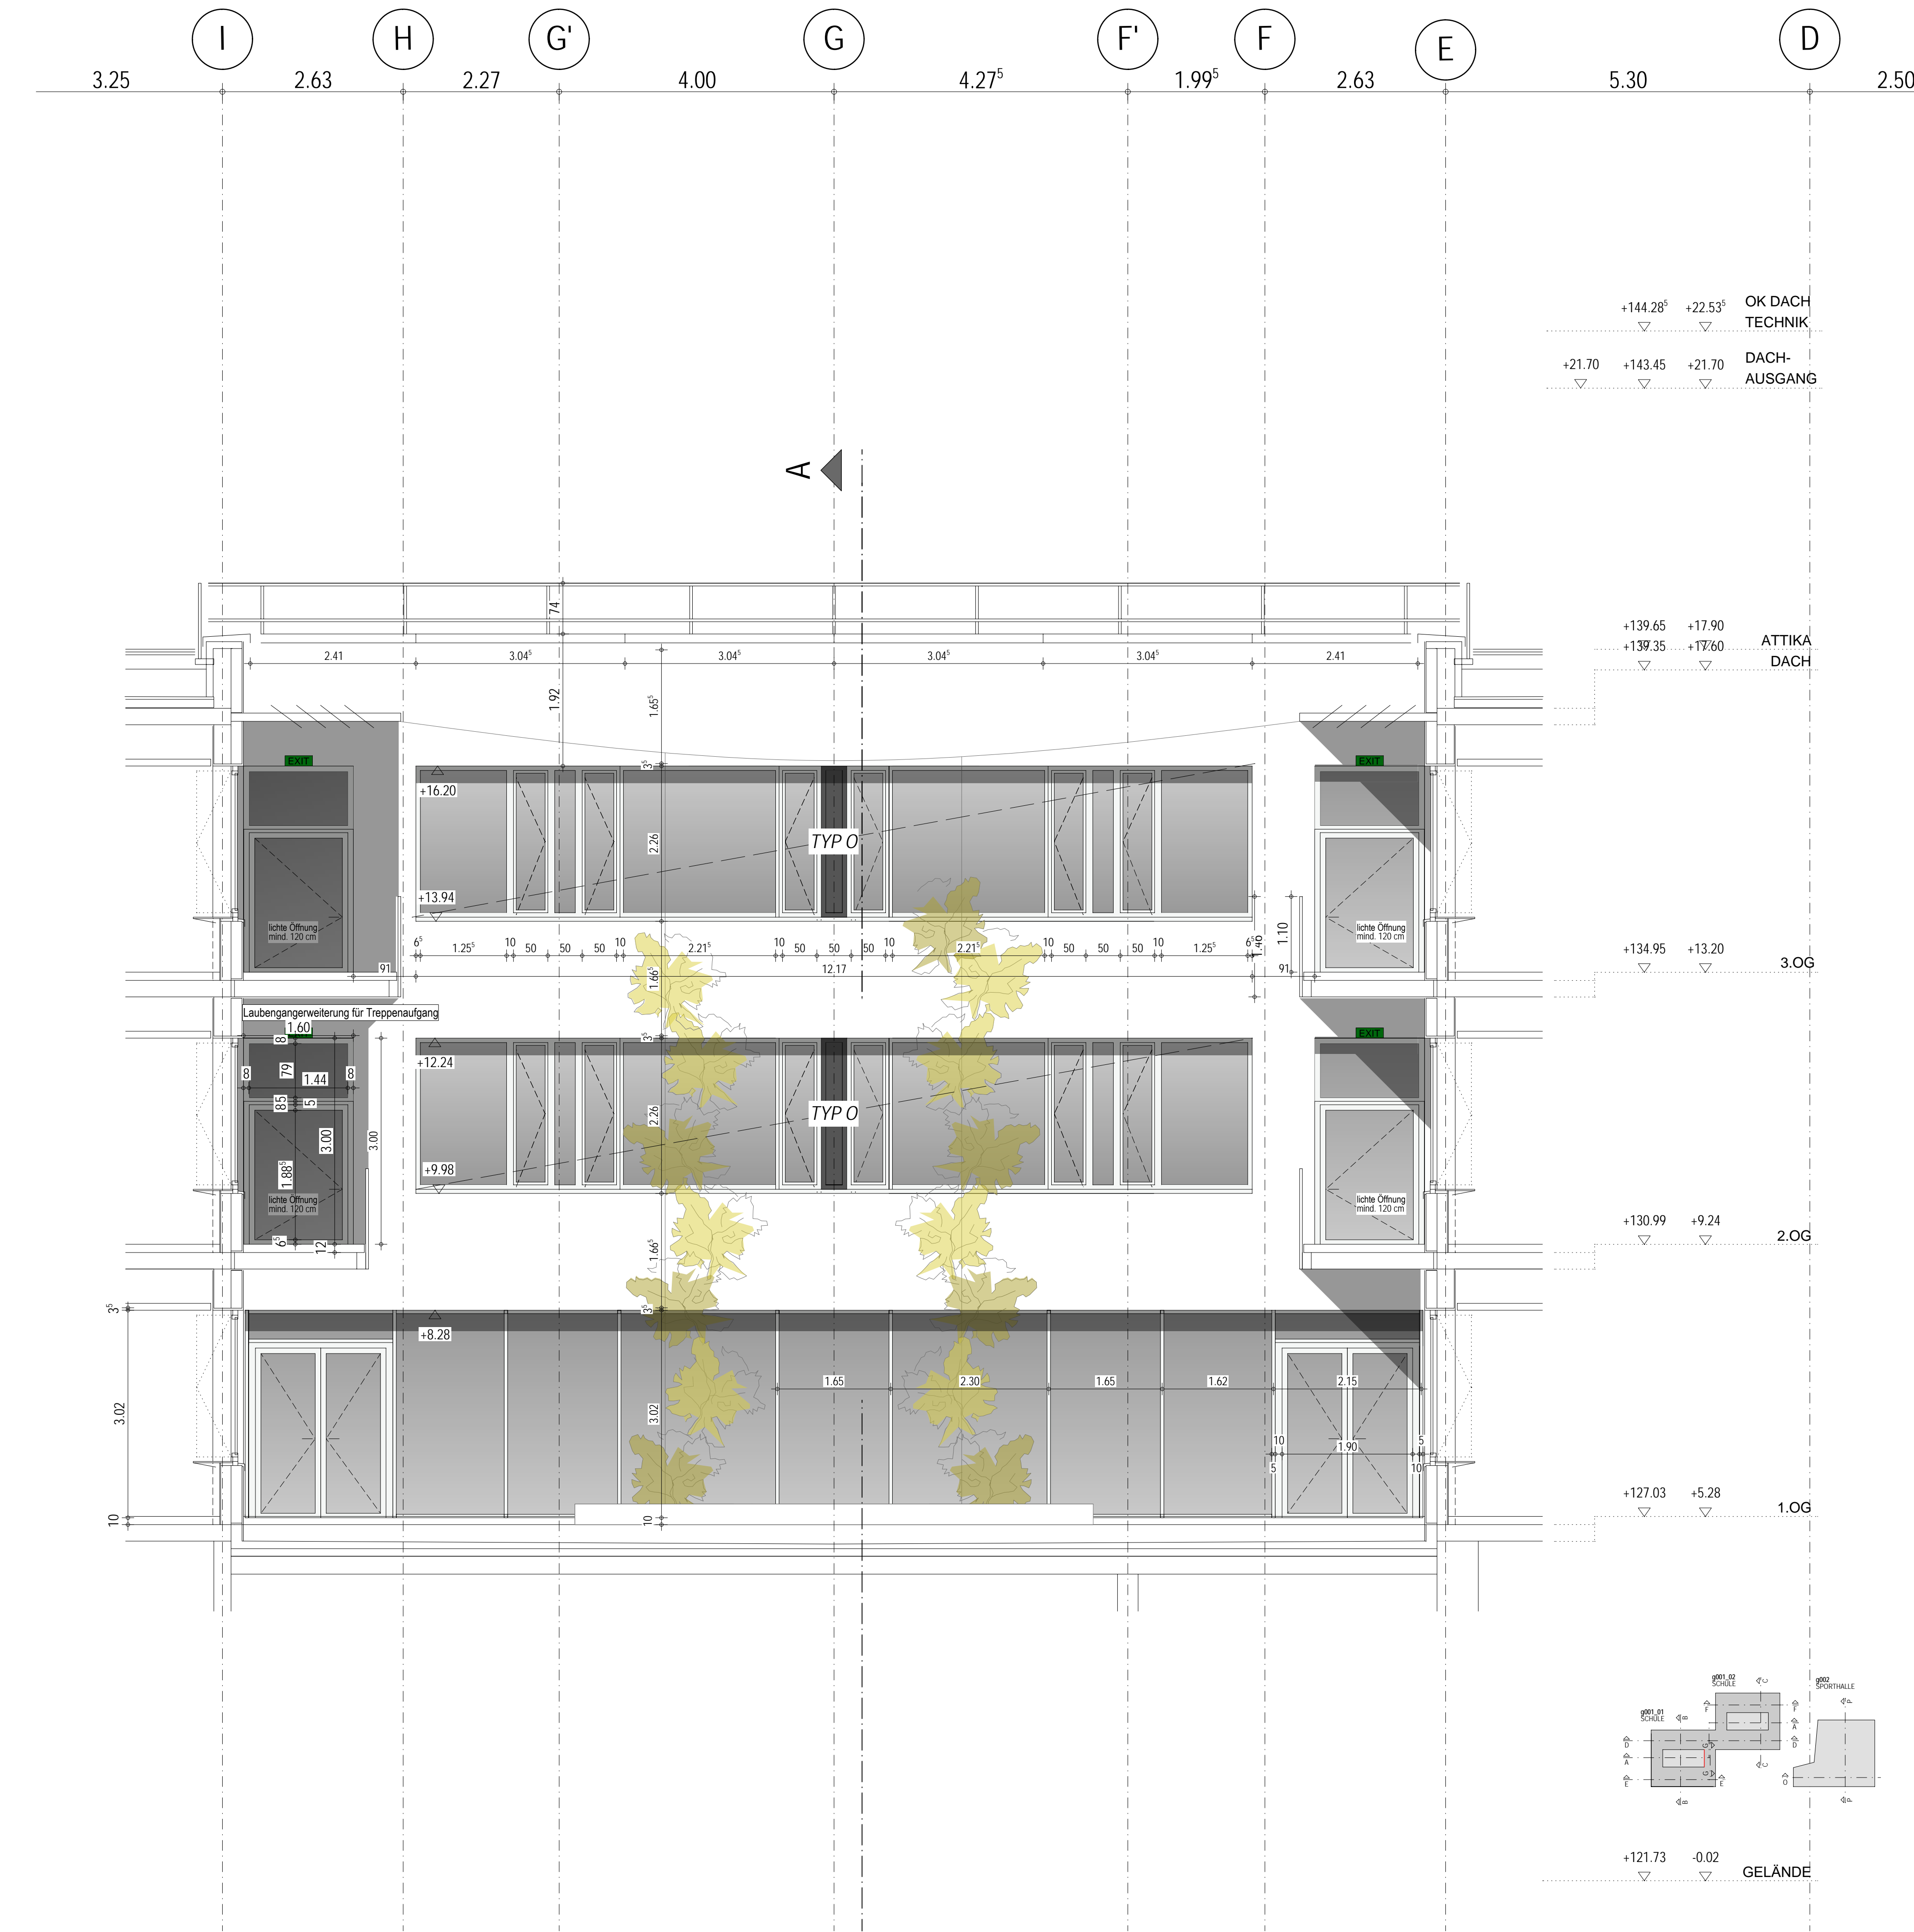 I H G' G F' F E D
3.25 2.63 2.27 4.00 4.27⁵ 1.99⁵ 2.63 5.30 2.50
+144.28⁵ +22.53⁵ OK DACH
TECHNIK
+21.70 +143.45 +21.70 DACH-
AUSGANG
A
74
+139.65 +17.90
ATTIKA
+139.35 +17.60
DACH
2.41 3.04⁵ 3.04⁵ 3.04⁵ 3.04⁵ 2.41
1.92 1.65⁵
EXIT EXIT
3⁵
+16.20
2.26
TYP O
+13.94
lichte Öffnung
mind. 120 cm
lichte Öffnung
mind. 120 cm
6⁵ 1.25⁵ 10 50 50 50 10 2.21⁵ 10 50 50 50 10 2.21⁵ 10 50 50 50 10 1.25⁵ 6⁵
1.10
91 12.17 91
1.66⁵
+134.95 +13.20
3.OG
Laubengangerweiterung für Treppenaufgang
1.60
EXIT
8 3⁵
+12.24
79
8 1.44 8
85 5
3.00 3.00
2.26
TYP O
1.88⁵
+9.98
lichte Öffnung
mind. 120 cm
lichte Öffnung
mind. 120 cm
6⁵ 12
1.66⁵
+130.99 +9.24
2.OG
3⁵ 3⁵
+8.28
1.65 2.30 1.65 1.62 2.15
3.02 3.02
10 1.90 5
5 10
10 10
+127.03 +5.28
1.OG
g001_02
SCHULE
g002
SPORTHALLE
g001_01
SCHULE
B C P
F F
A
D D
A G
G C
E E O
B P
+121.73 -0.02
GELÄNDE